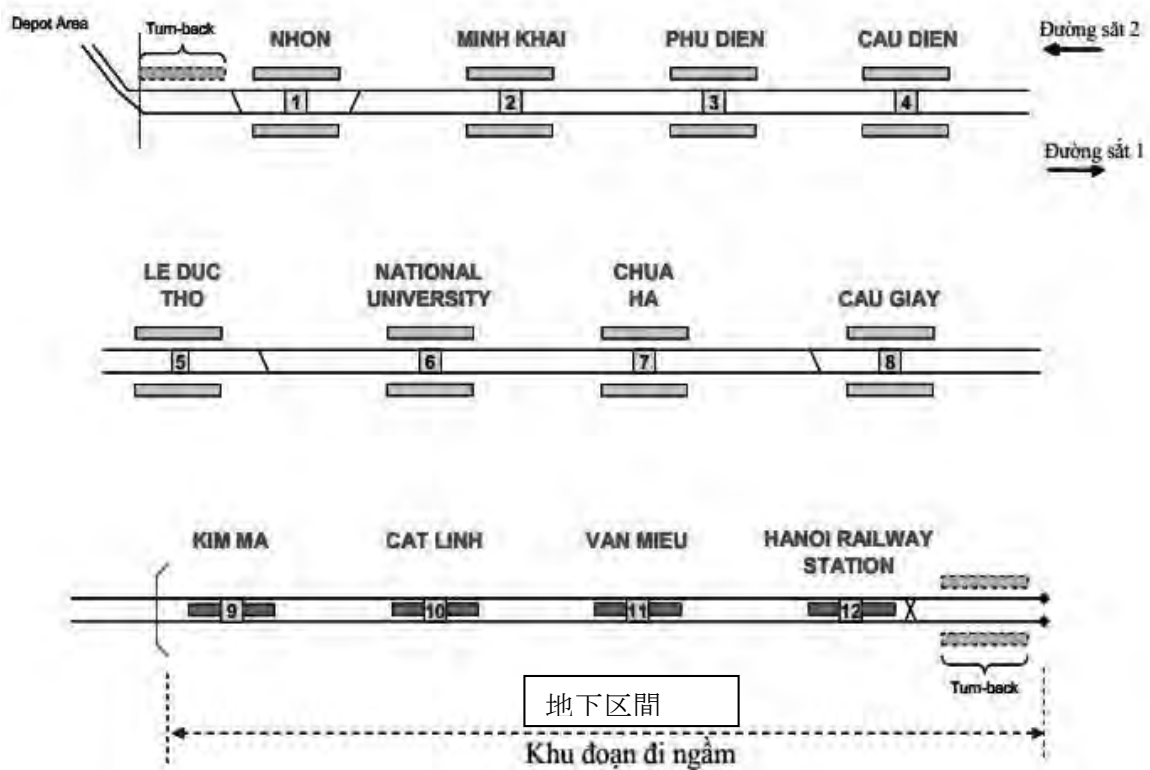 Depot Area
Turn-back
NHON
MINH KHAI
PHU DIEN
CAU DIEN
Đường sắt 2
1
2
3
4
Đường sắt 1
LE DUC
THO
NATIONAL
UNIVERSITY
CHUA
HA
CAU GIAY
5
6
7
8
KIM MA
CAT LINH
VAN MIEU
HANOI RAILWAY
STATION
9
10
11
12
Turn-back
地下区間
Khu đoạn đi ngầm